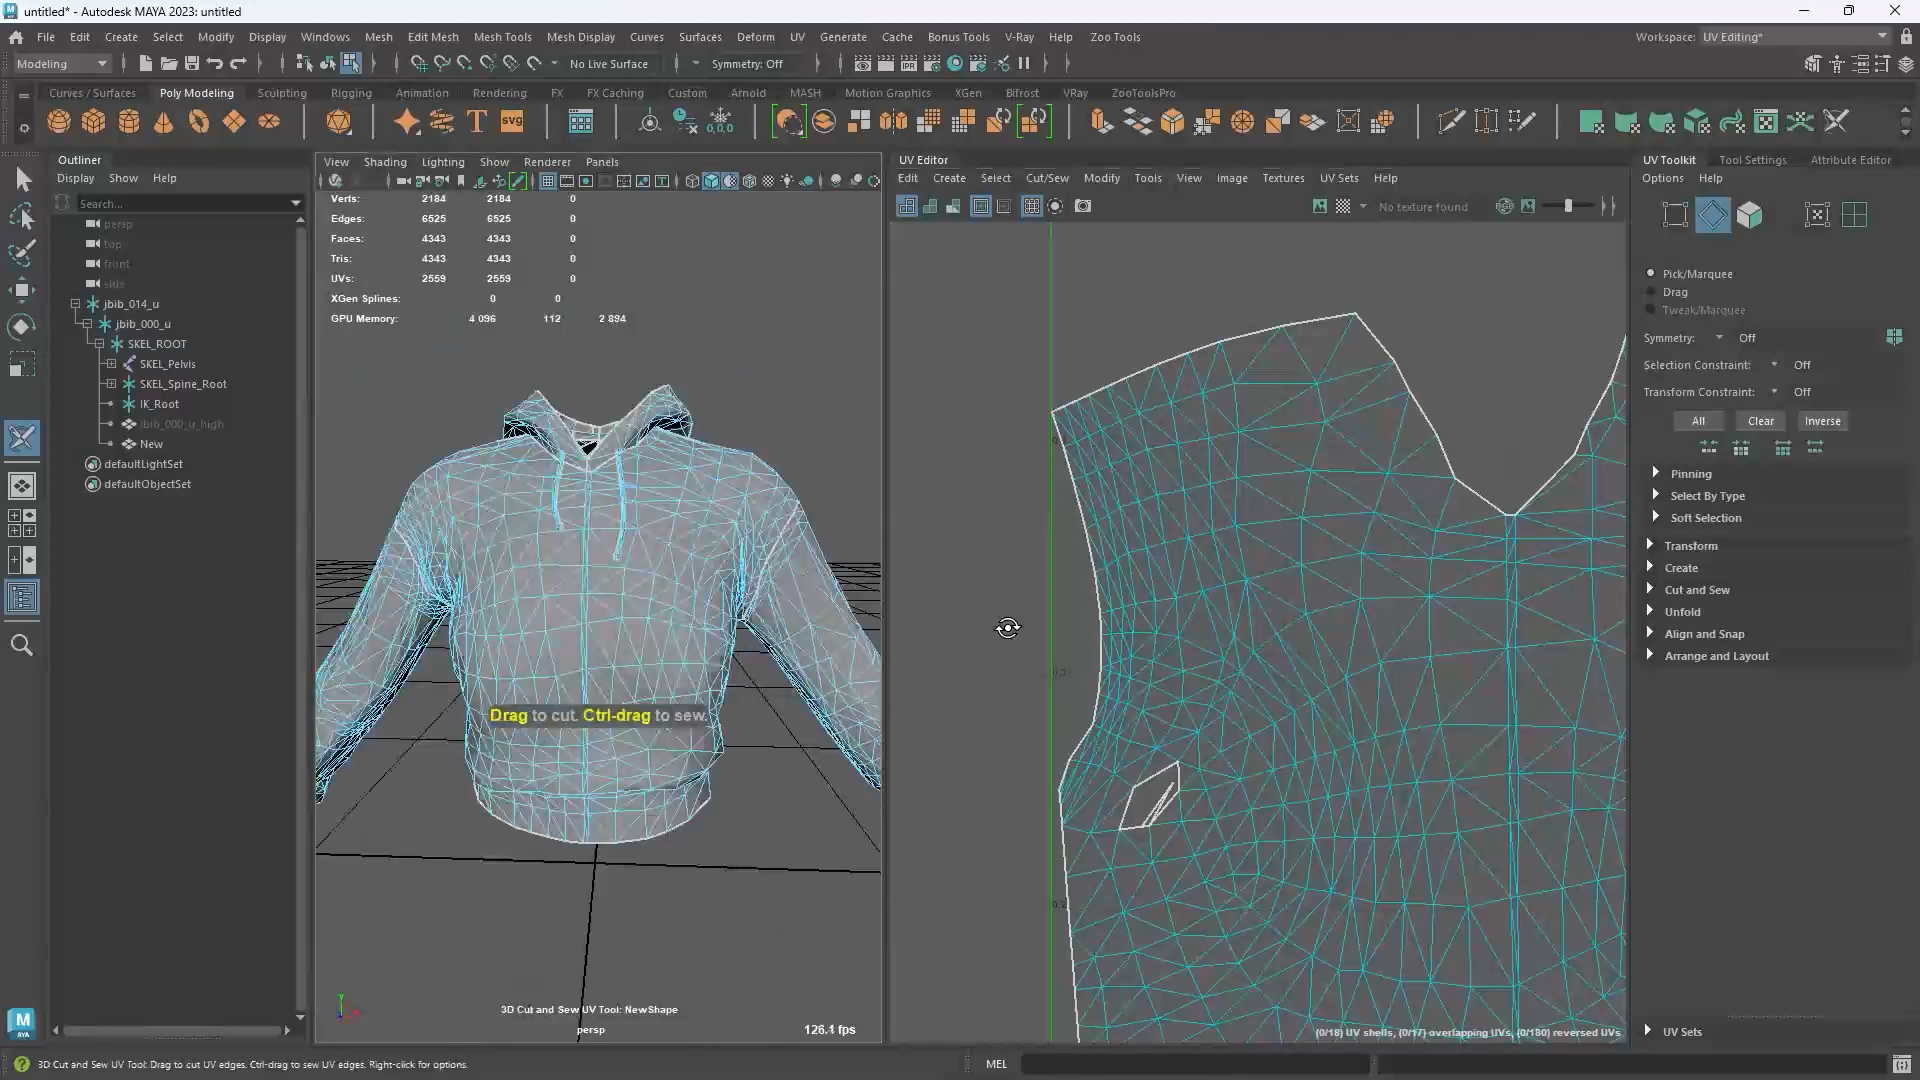 untitled* - Autodesk MAYA 2023: untitled
File Edit Create Select Modify Display Windows Mesh Edit Mesh Mesh Tools Mesh Display Curves Surfaces Deform UV Generate Cache Bonus Tools V-Ray Help Zoo Tools Workspace: UV Editing*
Modeling No Live Surface Symmetry: Off
Curves / Surfaces Poly Modeling Sculpting Rigging Animation Rendering FX FX Caching Custom Arnold MASH Motion Graphics XGen Bifrost VRay ZooToolsPro
T svg 0,0,0
Outliner
Display Show Help
Search...
persp
top
front
side
jbib_014_u
jbib_000_u
SKEL_ROOT
SKEL_Pelvis
SKEL_Spine_Root
IK_Root
jbib_000_u_high
New
defaultLightSet
defaultObjectSet
View Shading Lighting Show Renderer Panels
Verts: 2184 2184 0
Edges: 6525 6525 0
Faces: 4343 4343 0
Tris: 4343 4343 0
UVs: 2559 2559 0
XGen Splines: 0 0
GPU Memory: 4 096 112 2 894
Drag to cut. Ctrl-drag to sew.
3D Cut and Sew UV Tool: NewShape
persp
126.1 fps
UV Editor
Edit Create Select Cut/Sew Modify Tools View Image Textures UV Sets Help
No texture found
(0/18) UV shells, (0/17) overlapping UVs, (0/180) reversed UVs
UV Toolkit Tool Settings Attribute Editor
Options Help
Pick/Marquee
Drag
Tweak/Marquee
Symmetry: Off
Selection Constraint: Off
Transform Constraint: Off
All Clear Inverse
Pinning
Select By Type
Soft Selection
Transform
Create
Cut and Sew
Unfold
Align and Snap
Arrange and Layout
UV Sets
M
AYA
3D Cut and Sew UV Tool: Drag to cut UV edges. Ctrl-drag to sew UV edges. Right-click for options.
MEL